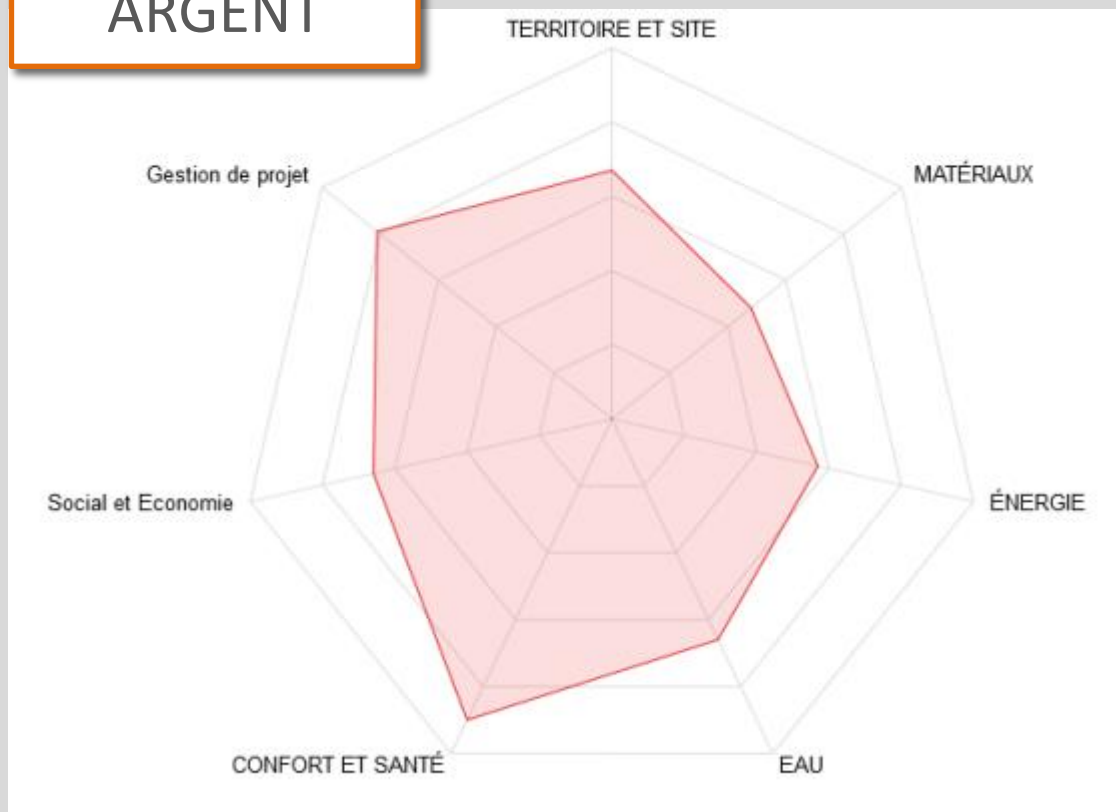 ARGENT
TERRITOIRE ET SITE
Gestion de projet
MATÉRIAUX
Social et Economie
ÉNERGIE
CONFORT ET SANTÉ
EAU